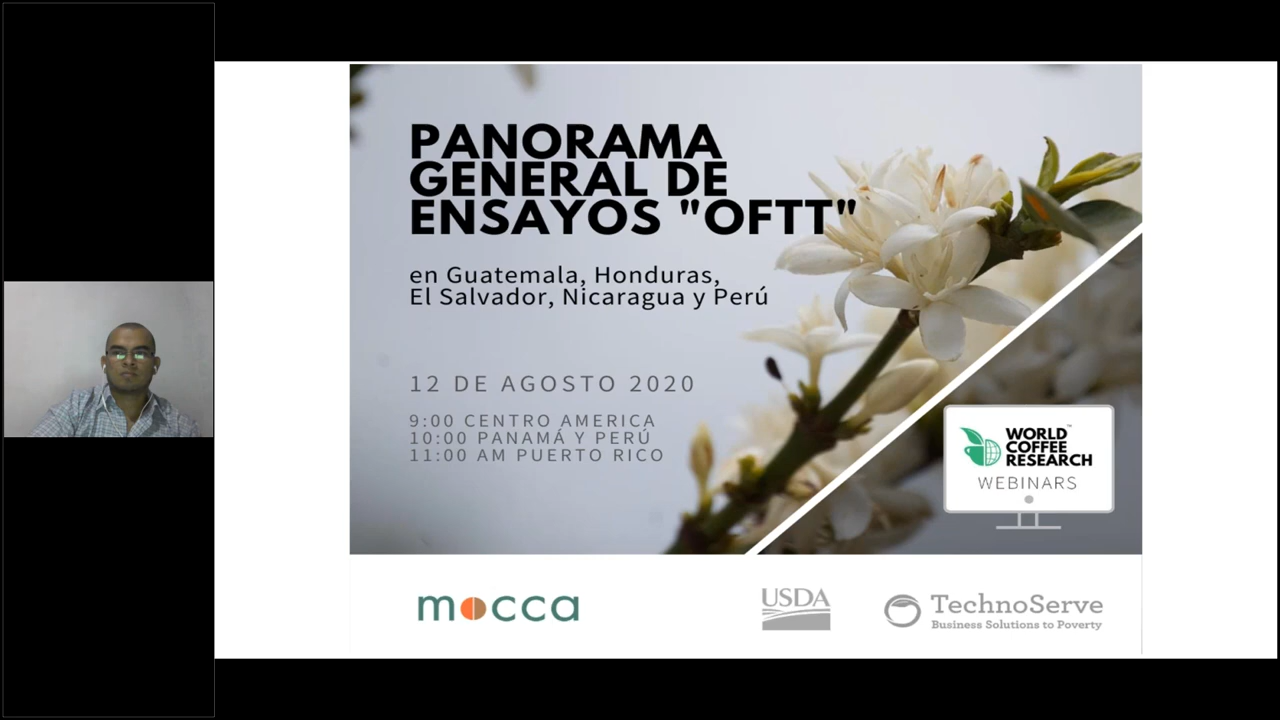 PANORAMA
GENERAL DE
ENSAYOS "OFTT"
en Guatemala, Honduras,
El Salvador, Nicaragua y Perú
12 DE AGOSTO 2020
9:00 CENTRO AMERICA
10:00 PANAMÁ Y PERÚ
11:00 AM PUERTO RICO
WORLD™
COFFEE
RESEARCH
WEBINARS
mocca
USDA
TechnoServe
Business Solutions to Poverty